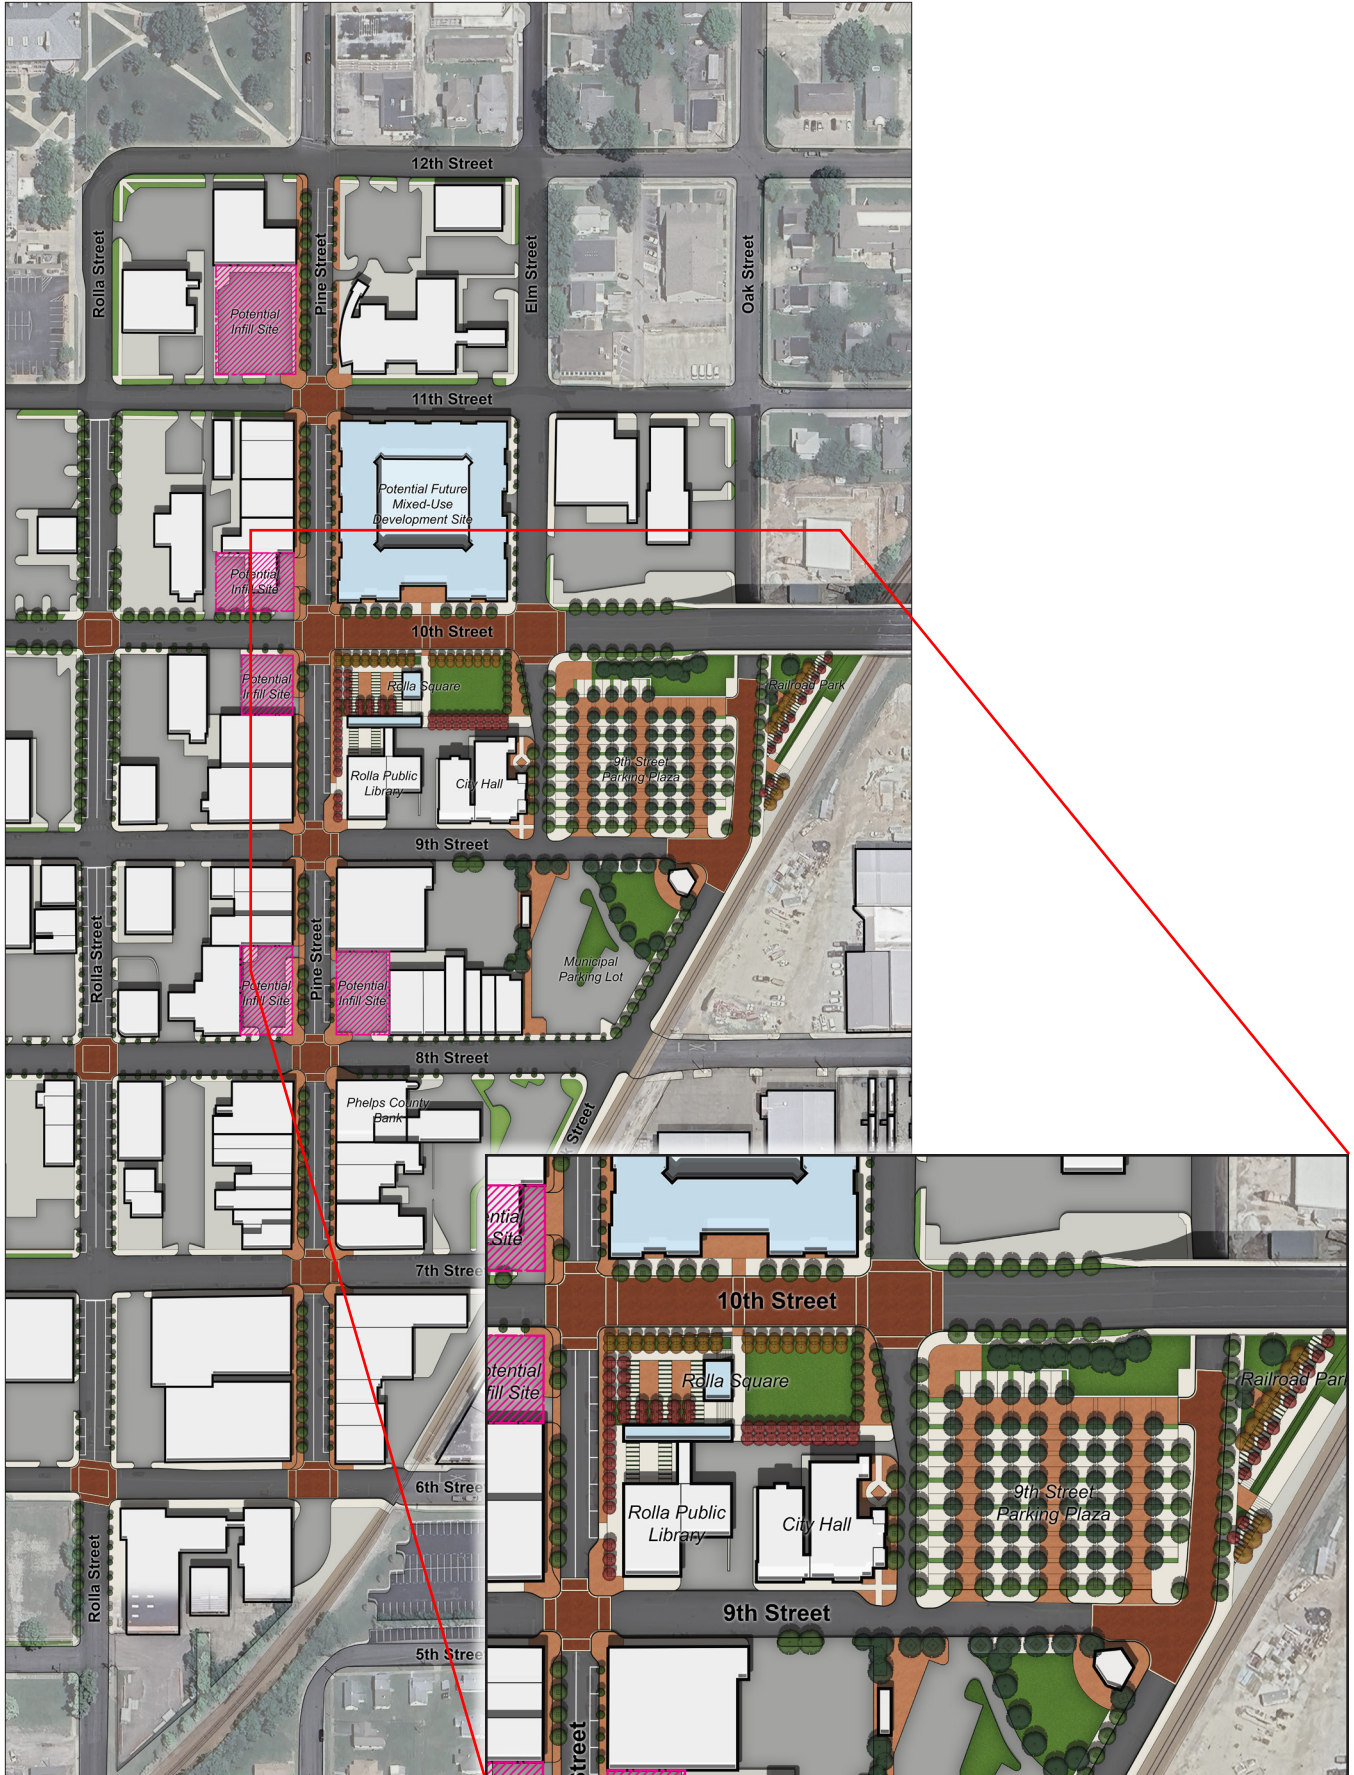 12th Street
Rolla Street
Pine Street
Elm Street
Oak Street
Potential
Infill Site
11th Street
Potential Future
Mixed-Use
Development Site
Potential
Infill Site
10th Street
Potential
Infill Site
Rolla Square
Railroad Park
Rolla Public
Library
City Hall
9th Street
Parking Plaza
9th Street
Rolla Street
Pine Street
Potential
Infill Site
Potential
Infill Site
Municipal
Parking Lot
8th Street
Phelps County
Bank
Street
7th Stree
6th Stree
Rolla Street
5th Stree
ntial
Site
10th Street
otential
fill Site
Rolla Square
Railroad Par
Rolla Public
Library
City Hall
9th Street
Parking Plaza
9th Street
Street